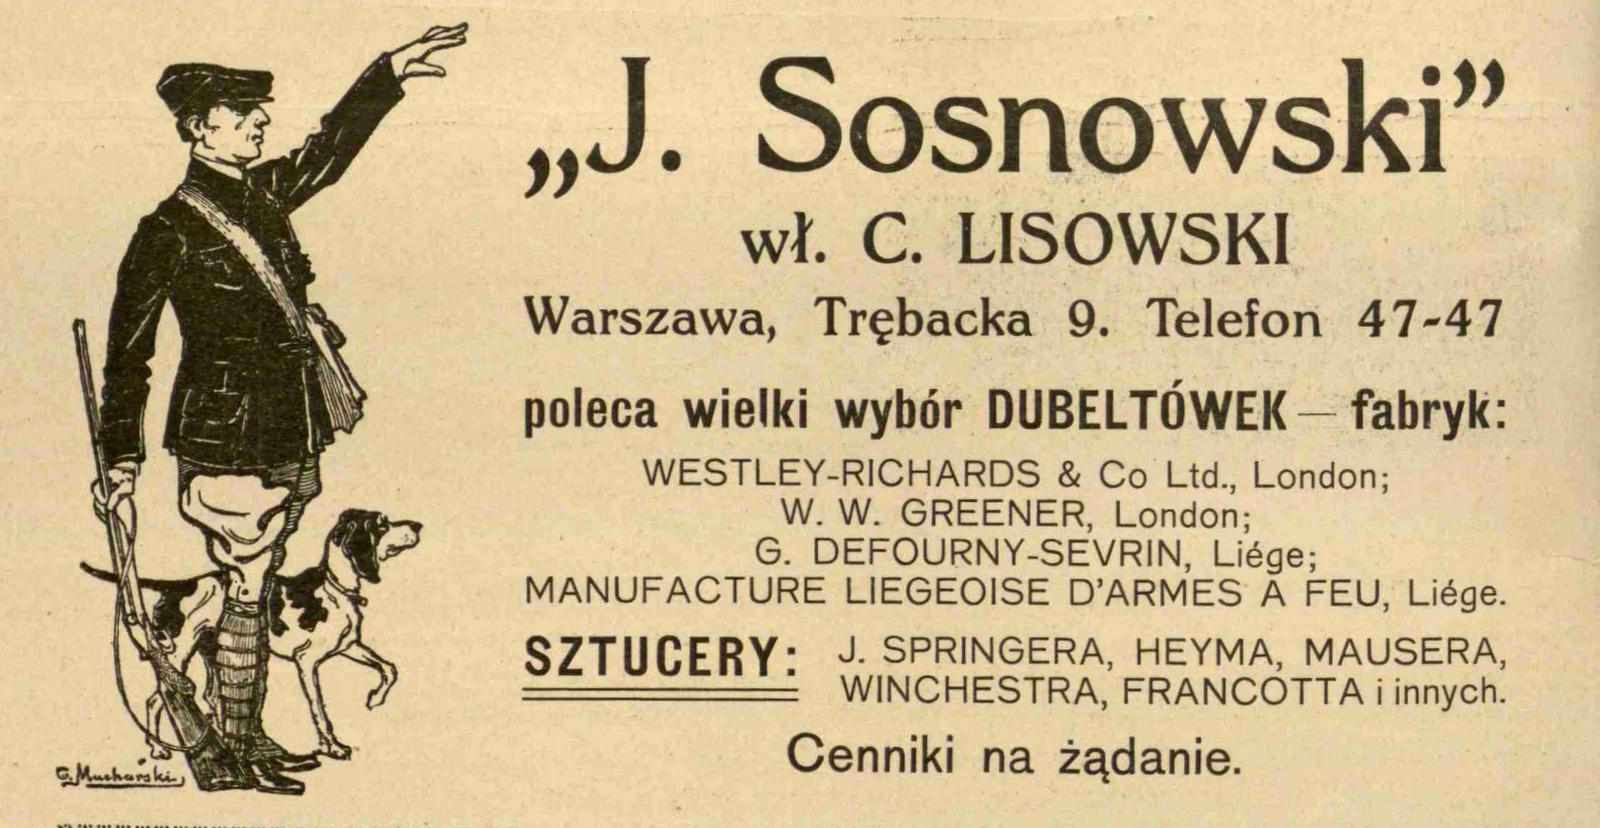 „J. Sosnowski”
wł. C. LISOWSKI
Warszawa, Trębacka 9. Telefon 47-47
poleca wielki wybór DUBELTÓWEK — fabryk:
WESTLEY-RICHARDS & Co Ltd., London;
W. W. GREENER, London;
G. DEFOURNY-SEVRIN, Liége;
MANUFACTURE LIEGEOISE D'ARMES A FEU, Liége.
SZTUCERY: J. SPRINGERA, HEYMA, MAUSERA,
WINCHESTRA, FRANCOTTA i innych.
Cenniki na żądanie.
G. Mucharski